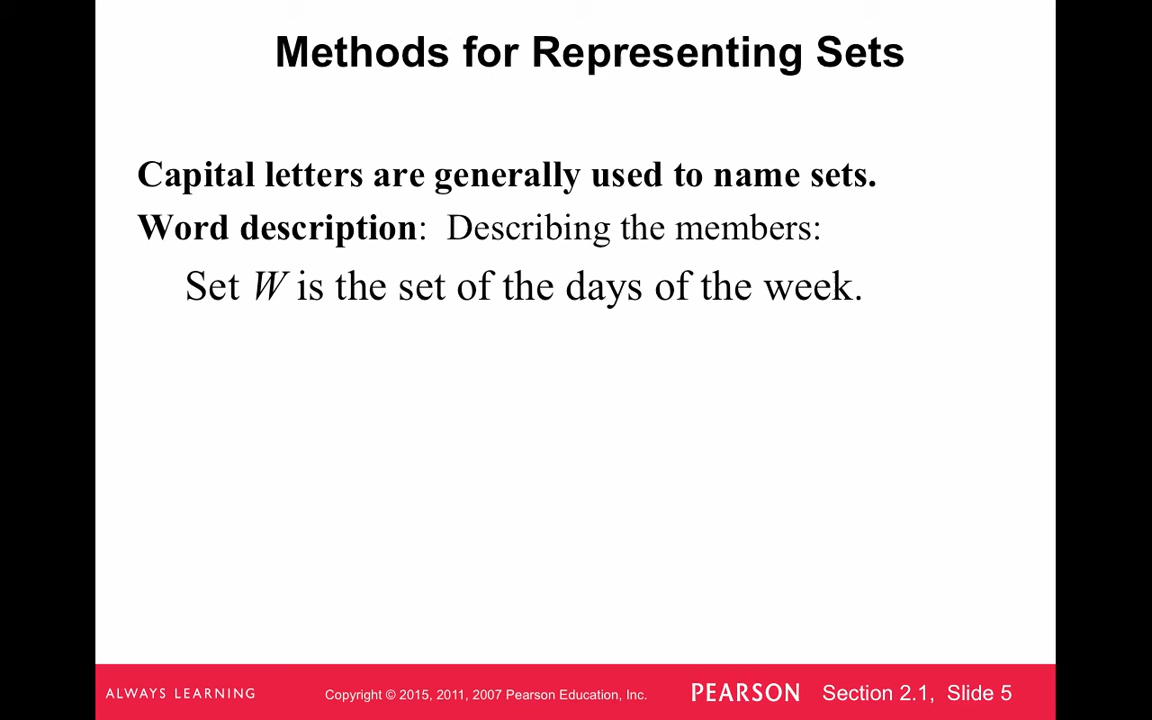 Methods for Representing Sets
Capital letters are generally used to name sets.
Word description: Describing the members:
Set W is the set of the days of the week.
ALWAYS LEARNING Copyright © 2015, 2011, 2007 Pearson Education, Inc. PEARSON Section 2.1, Slide 5